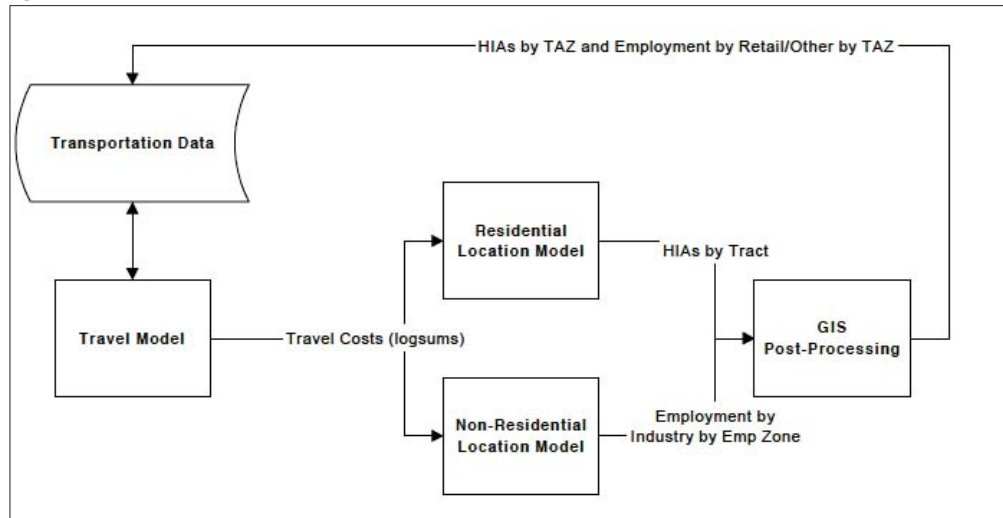 HIAs by TAZ and Employment by Retail/Other by TAZ
Transportation Data
Residential
Location Model
HIAs by Tract
Travel Model
Travel Costs (logsums)
GIS
Post-Processing
Non-Residential
Location Model
Employment by
Industry by Emp Zone